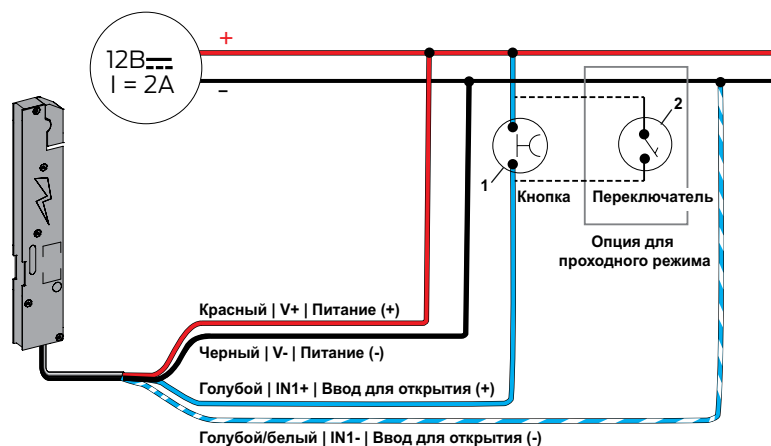 +
12В
I = 2A
–
2
1
Кнопка
Переключатель
Опция для
проходного режима
Красный | V+ | Питание (+)
Черный | V- | Питание (-)
Голубой | IN1+ | Ввод для открытия (+)
Голубой/белый | IN1- | Ввод для открытия (-)